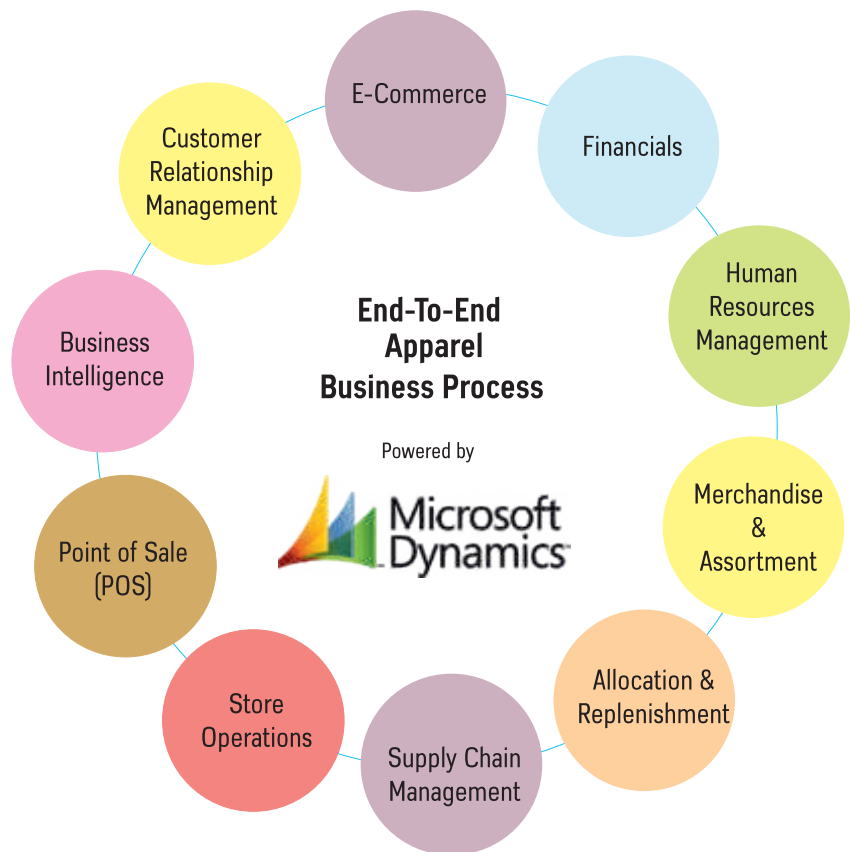 E-Commerce
Financials
Human
Resources
Management
Merchandise
&
Assortment
Allocation &
Replenishment
Supply Chain
Management
Store
Operations
Point of Sale
(POS)
Business
Intelligence
Customer
Relationship
Management
End-To-End
Apparel
Business Process
Powered by
Microsoft
Dynamics